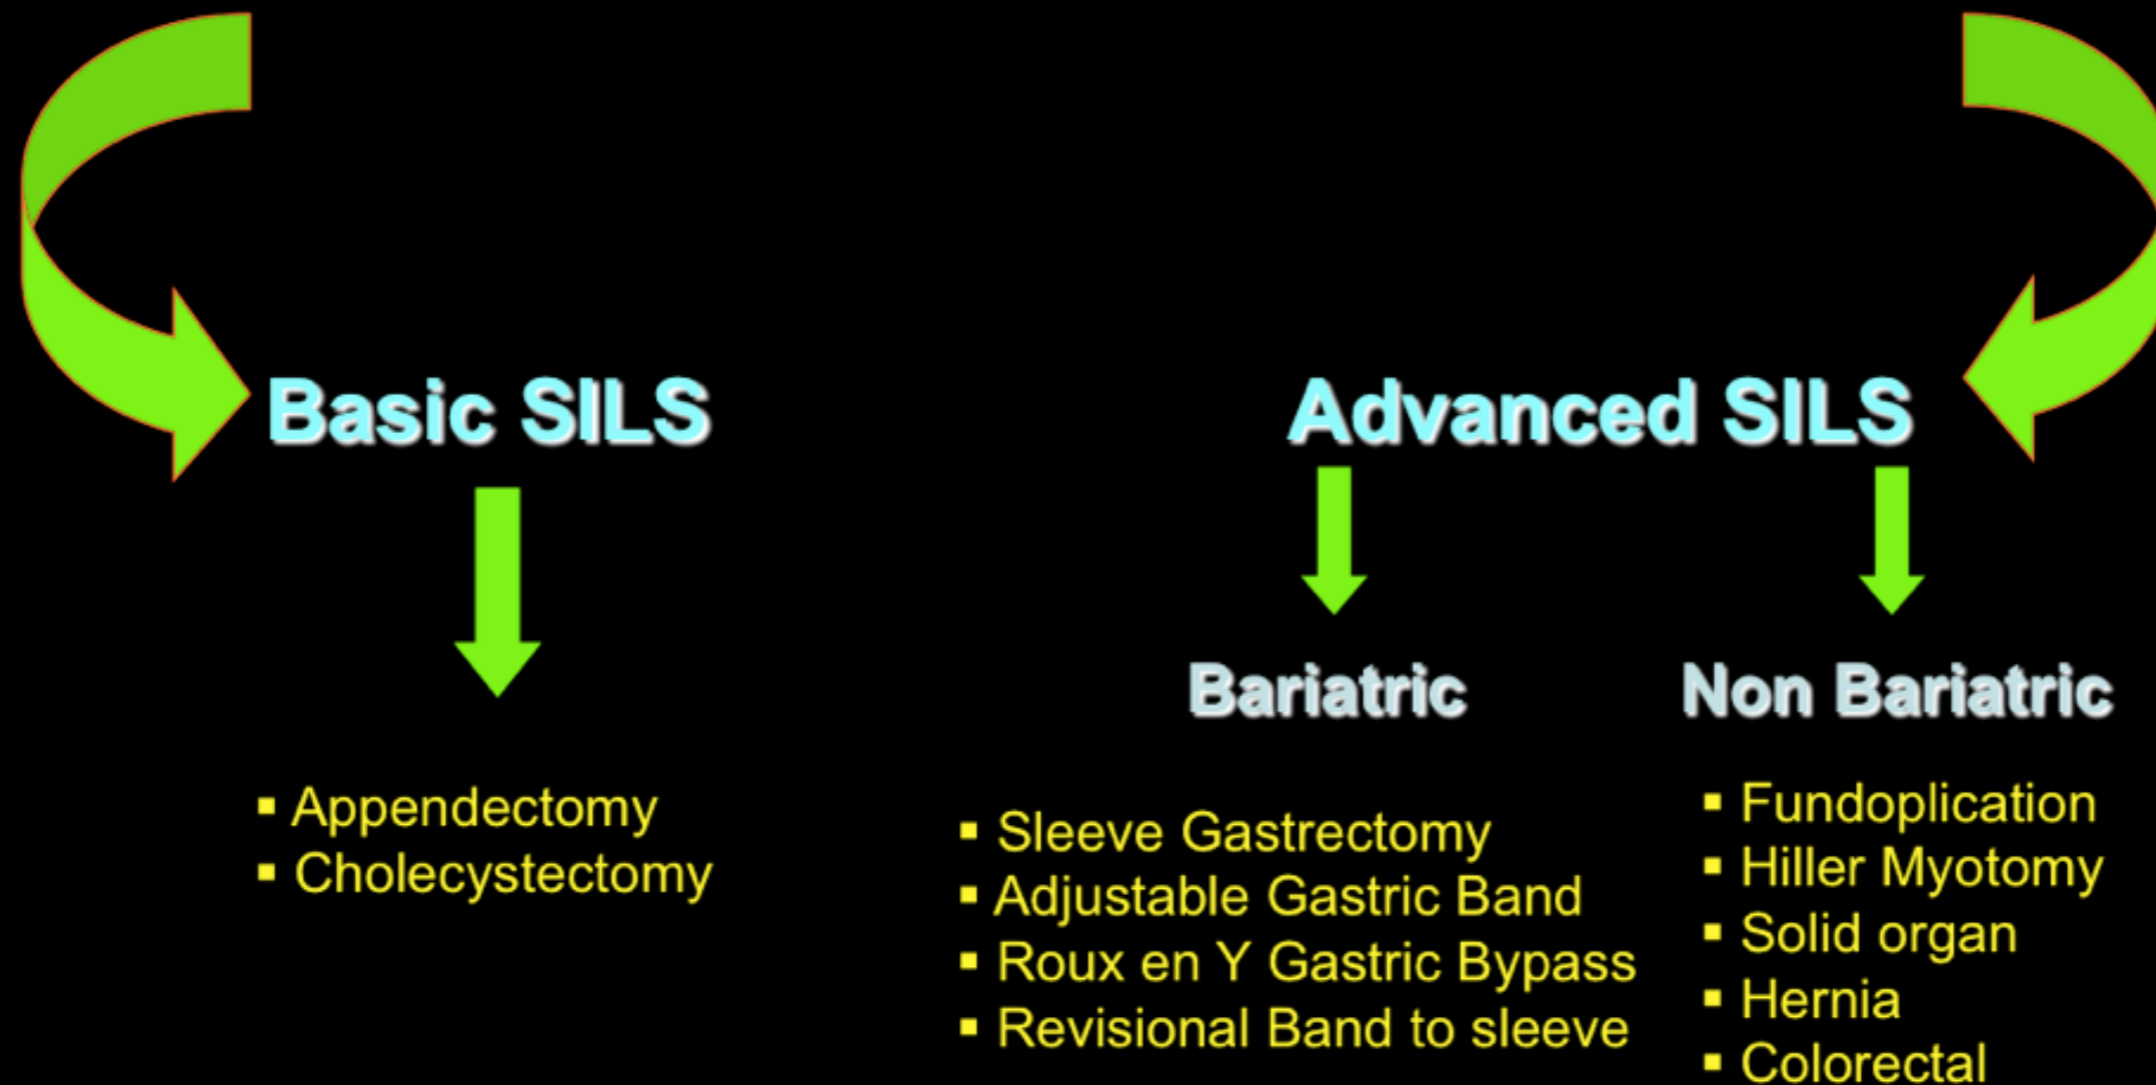 Basic SILS
Appendectomy
Cholecystectomy
Advanced SILS
Bariatric
Sleeve Gastrectomy
Adjustable Gastric Band
Roux en Y Gastric Bypass
Revisional Band to sleeve
Non Bariatric
Fundoplication
Hiller Myotomy
Solid organ
Hernia
Colorectal